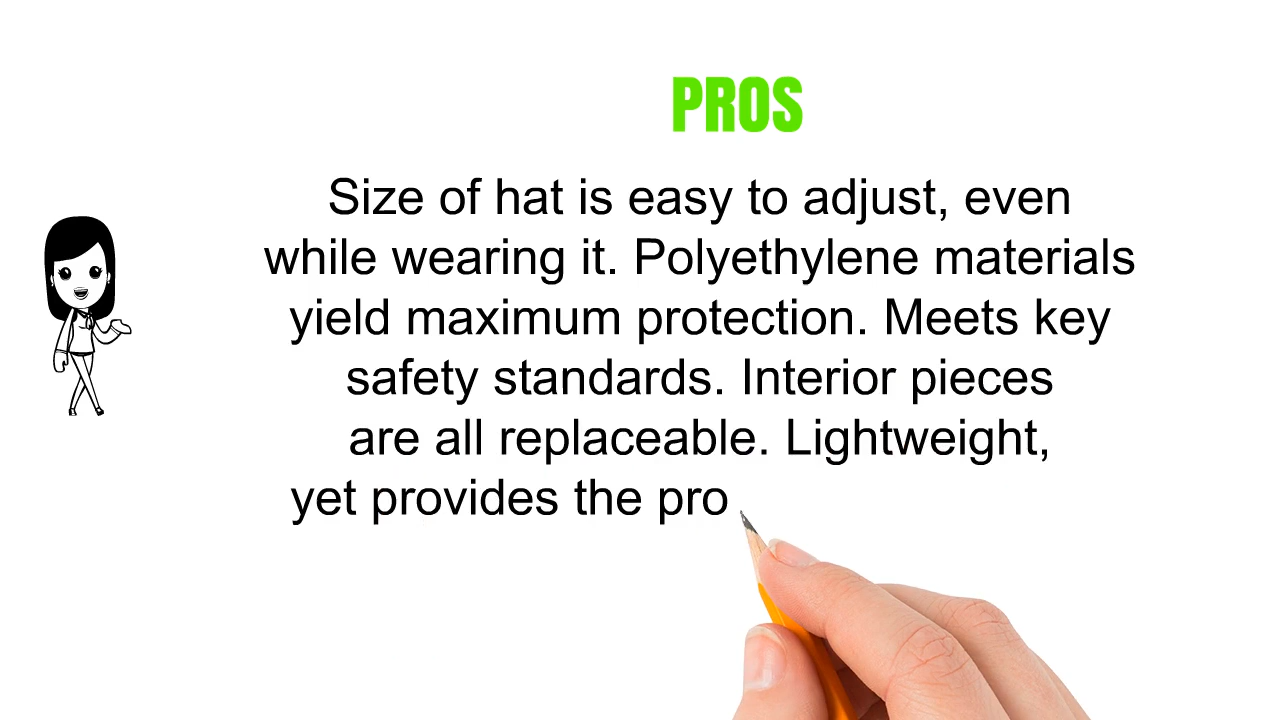 PROS
Size of hat is easy to adjust, even
while wearing it. Polyethylene materials
yield maximum protection. Meets key
safety standards. Interior pieces
are all replaceable. Lightweight,
yet provides the pro